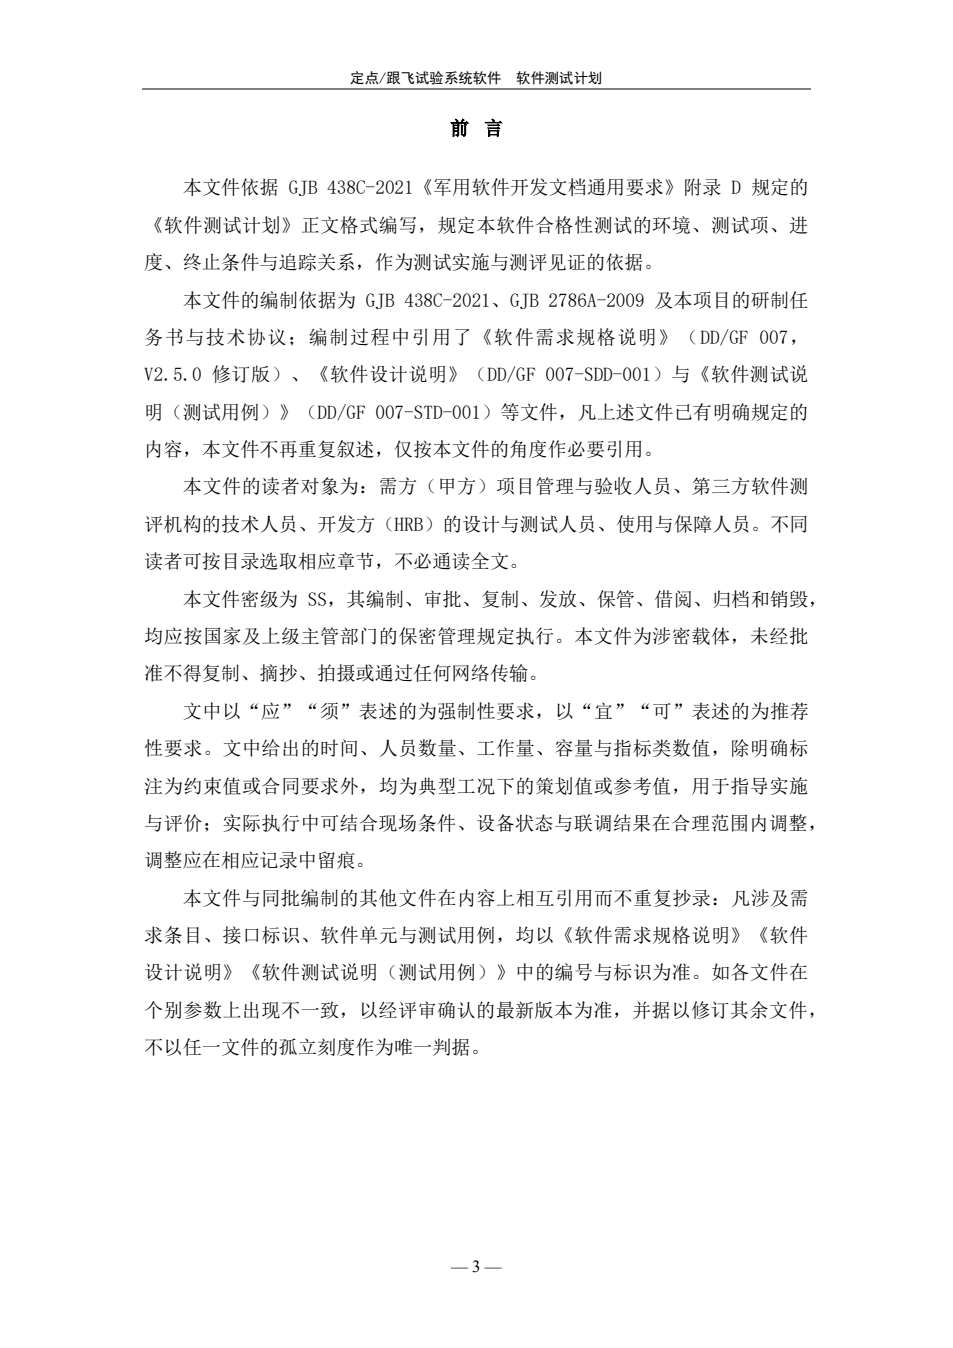 定点/跟飞试验系统软件　软件测试计划
前 言
本文件依据 GJB 438C-2021《军用软件开发文档通用要求》附录 D 规定的
《软件测试计划》正文格式编写，规定本软件合格性测试的环境、测试项、进
度、终止条件与追踪关系，作为测试实施与测评见证的依据。
本文件的编制依据为 GJB 438C-2021、GJB 2786A-2009 及本项目的研制任
务书与技术协议；编制过程中引用了《软件需求规格说明》（DD/GF 007，
V2.5.0 修订版）、《软件设计说明》（DD/GF 007-SDD-001）与《软件测试说
明（测试用例）》（DD/GF 007-STD-001）等文件，凡上述文件已有明确规定的
内容，本文件不再重复叙述，仅按本文件的角度作必要引用。
本文件的读者对象为：需方（甲方）项目管理与验收人员、第三方软件测
评机构的技术人员、开发方（HRB）的设计与测试人员、使用与保障人员。不同
读者可按目录选取相应章节，不必通读全文。
本文件密级为 SS，其编制、审批、复制、发放、保管、借阅、归档和销毁，
均应按国家及上级主管部门的保密管理规定执行。本文件为涉密载体，未经批
准不得复制、摘抄、拍摄或通过任何网络传输。
文中以“应”“须”表述的为强制性要求，以“宜”“可”表述的为推荐
性要求。文中给出的时间、人员数量、工作量、容量与指标类数值，除明确标
注为约束值或合同要求外，均为典型工况下的策划值或参考值，用于指导实施
与评价；实际执行中可结合现场条件、设备状态与联调结果在合理范围内调整，
调整应在相应记录中留痕。
本文件与同批编制的其他文件在内容上相互引用而不重复抄录：凡涉及需
求条目、接口标识、软件单元与测试用例，均以《软件需求规格说明》《软件
设计说明》《软件测试说明（测试用例）》中的编号与标识为准。如各文件在
个别参数上出现不一致，以经评审确认的最新版本为准，并据以修订其余文件，
不以任一文件的孤立刻度作为唯一判据。
— 3 —